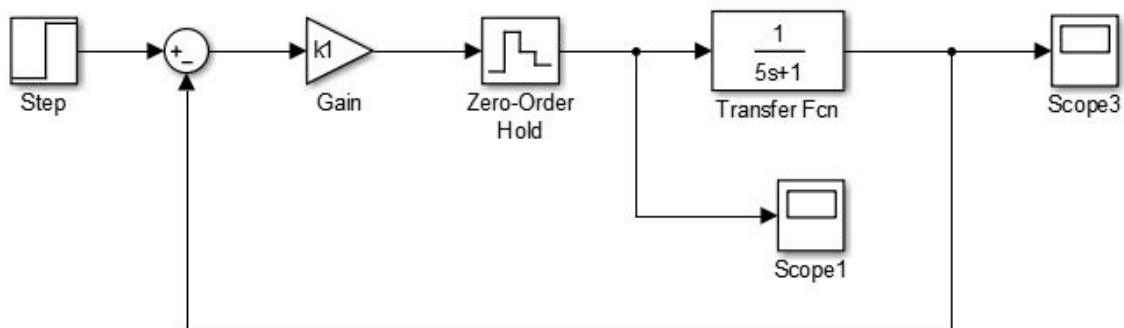 +
−
k1
1
5s+1
Step
Gain
Zero-Order
Hold
Transfer Fcn
Scope3
Scope1